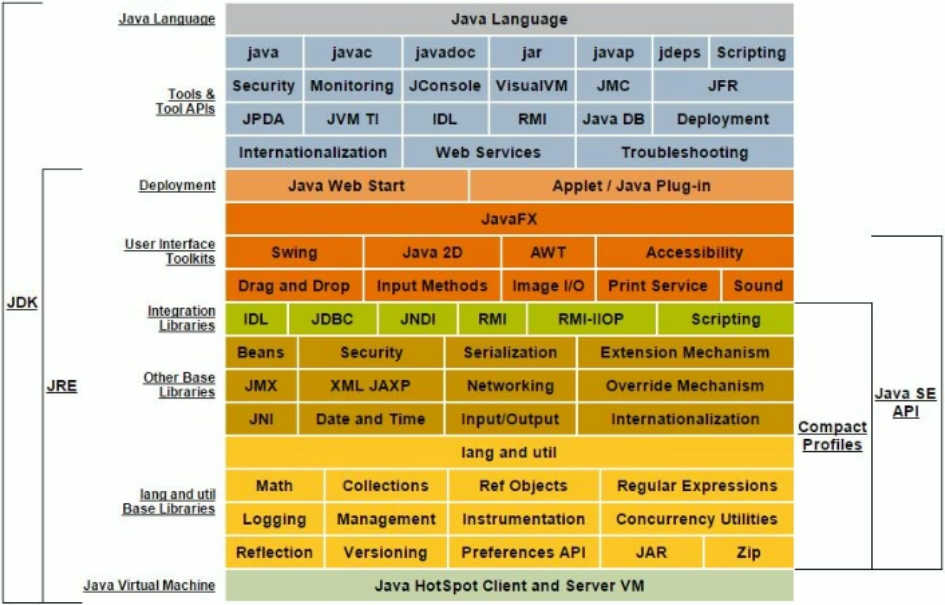 Java Language Java Language
java javac javadoc jar javap jdeps Scripting
Security Monitoring JConsole VisualVM JMC JFR
Tools &
Tool APIs
JPDA JVM TI IDL RMI Java DB Deployment
Internationalization Web Services Troubleshooting
Deployment Java Web Start Applet / Java Plug-in
JavaFX
User Interface
Toolkits
Swing Java 2D AWT Accessibility
Drag and Drop Input Methods Image I/O Print Service Sound
JDK
Integration
Libraries
IDL JDBC JNDI RMI RMI-IIOP Scripting
Beans Security Serialization Extension Mechanism
JRE
Other Base
Libraries
JMX XML JAXP Networking Override Mechanism
Java SE
API
JNI Date and Time Input/Output Internationalization
Compact
Profiles
lang and util
Math Collections Ref Objects Regular Expressions
lang and util
Base Libraries
Logging Management Instrumentation Concurrency Utilities
Reflection Versioning Preferences API JAR Zip
Java Virtual Machine Java HotSpot Client and Server VM